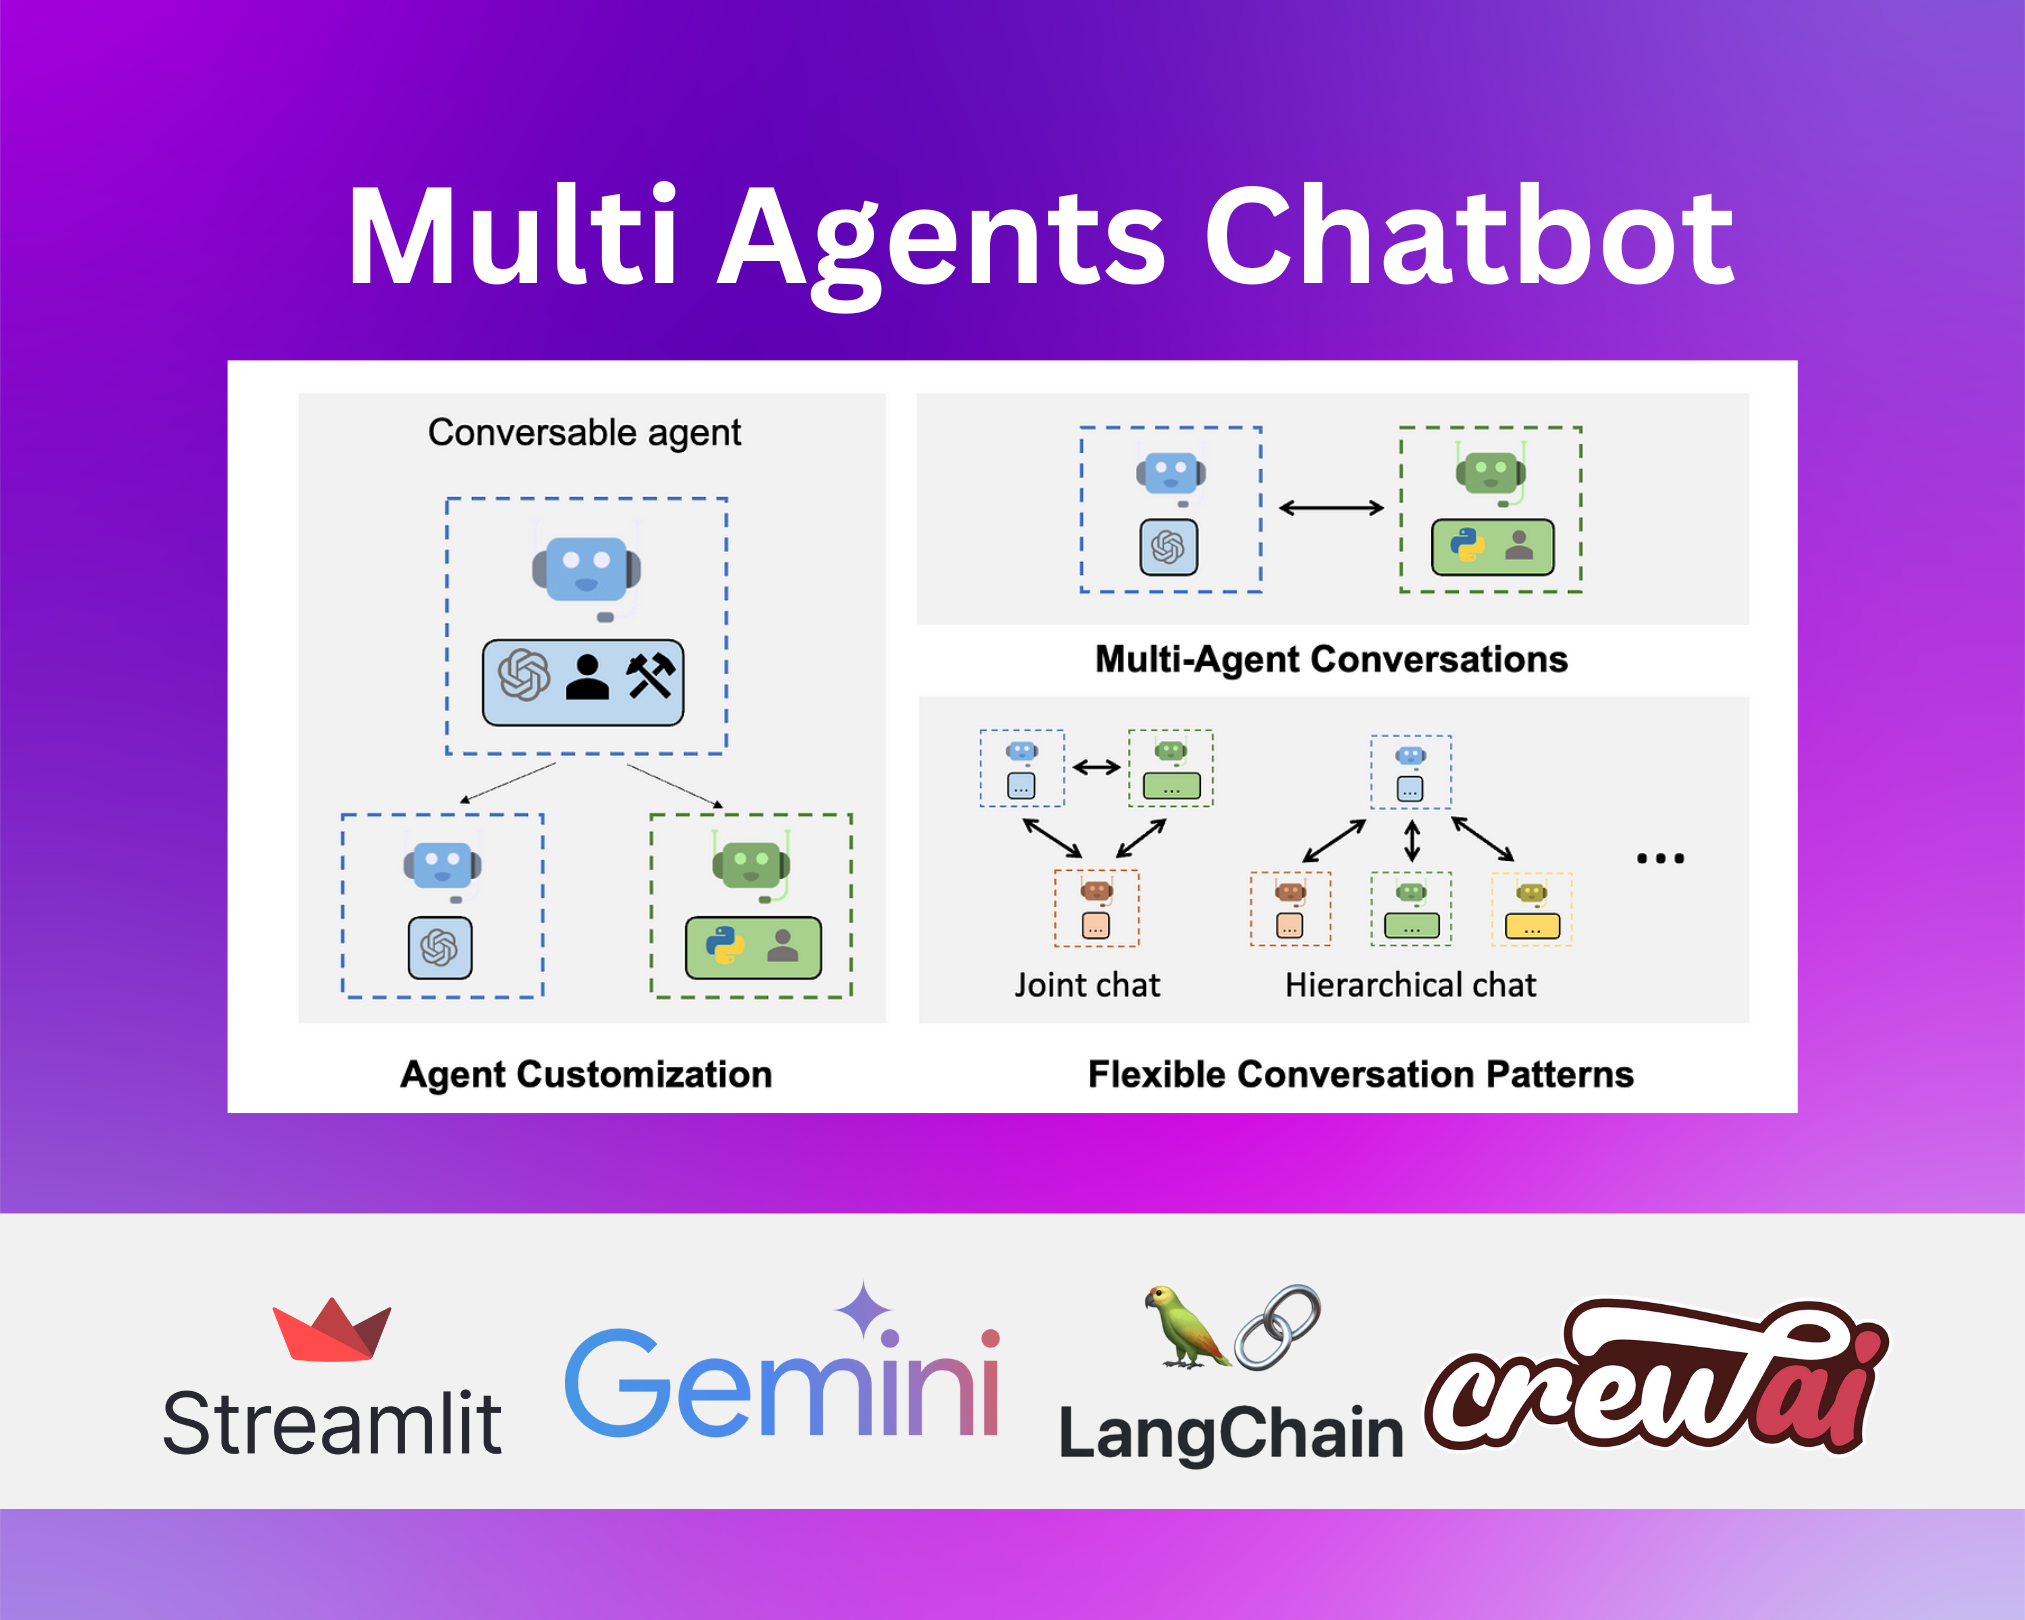 Multi Agents Chatbot
Conversable agent
Agent Customization
Multi-Agent Conversations
...
...
...
...
...
...
...
...
Joint chat
Hierarchical chat
Flexible Conversation Patterns
Streamlit
Gemini
LangChain
crewai